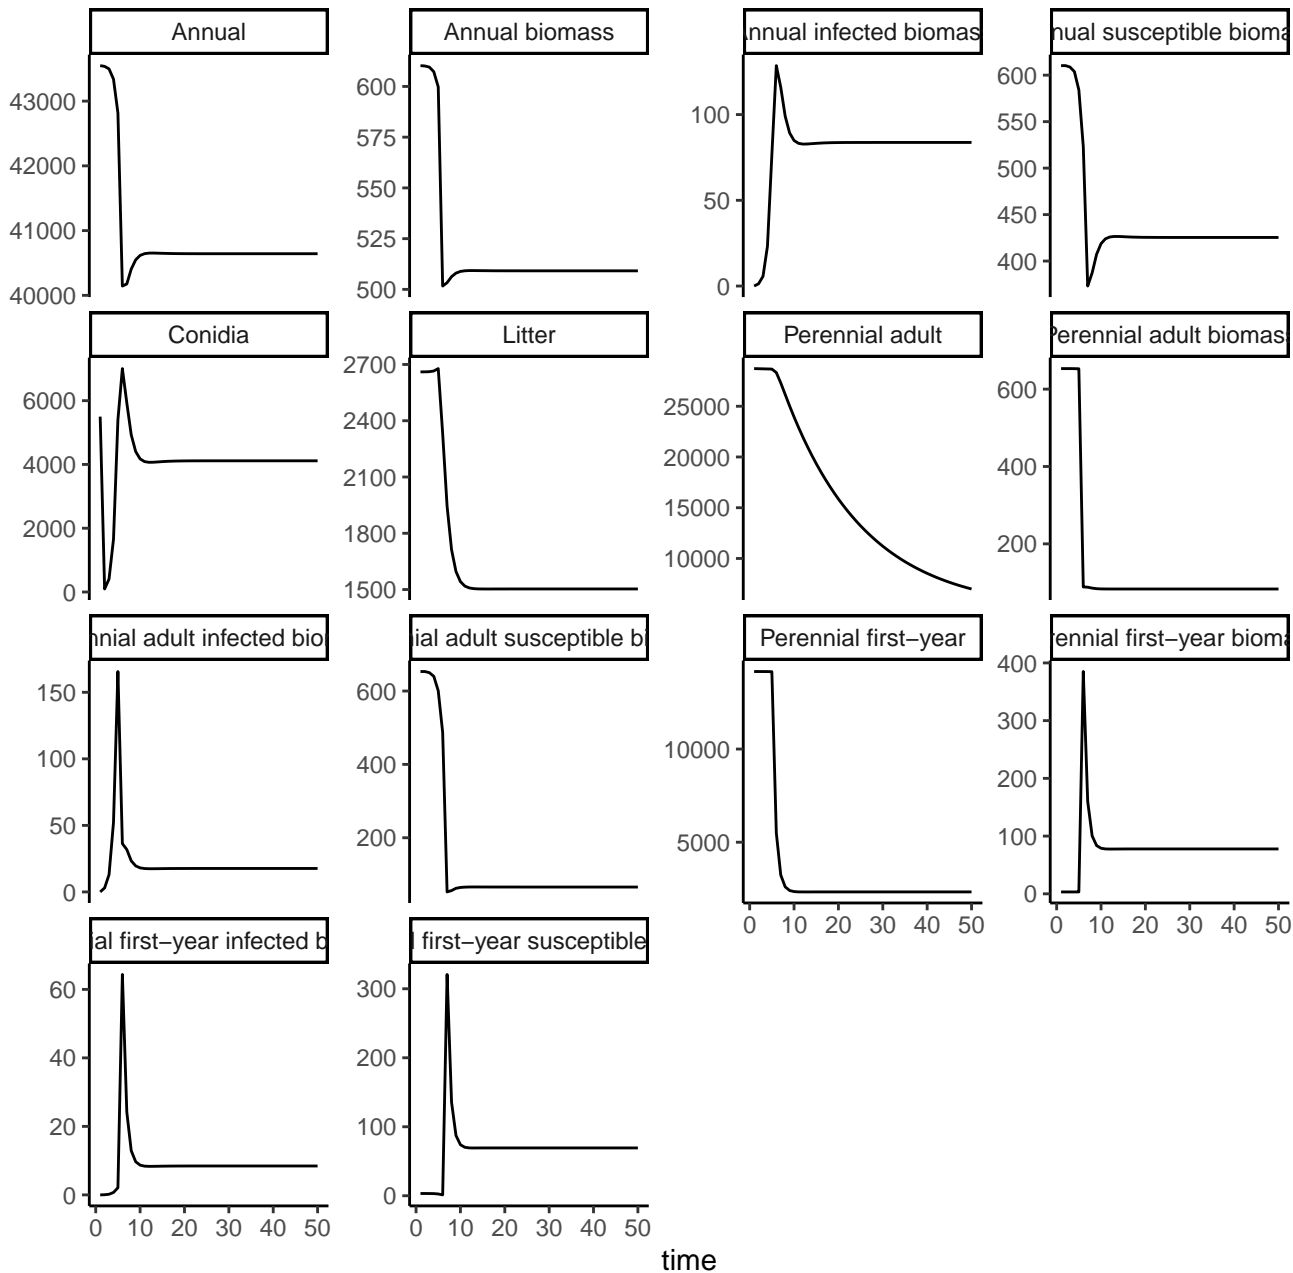 Annual
Annual biomass
Annual infected biomas
nual susceptible bioma
43000
42000
41000
40000
600
575
550
525
500
100
50
0
600
550
500
450
400
Conidia
Litter
Perennial adult
Perennial adult biomas
6000
4000
2000
0
2700
2400
2100
1800
1500
25000
20000
15000
10000
600
400
200
nnial adult infected bio
ial adult susceptible bi
Perennial first−year
rennial first−year bioma
150
100
50
0
600
400
200
10000
5000
400
300
200
100
0
0 10 20 30 40 50
0 10 20 30 40 50
ial first−year infected b
l first−year susceptible
60
40
20
0
300
200
100
0
0 10 20 30 40 50
0 10 20 30 40 50
time